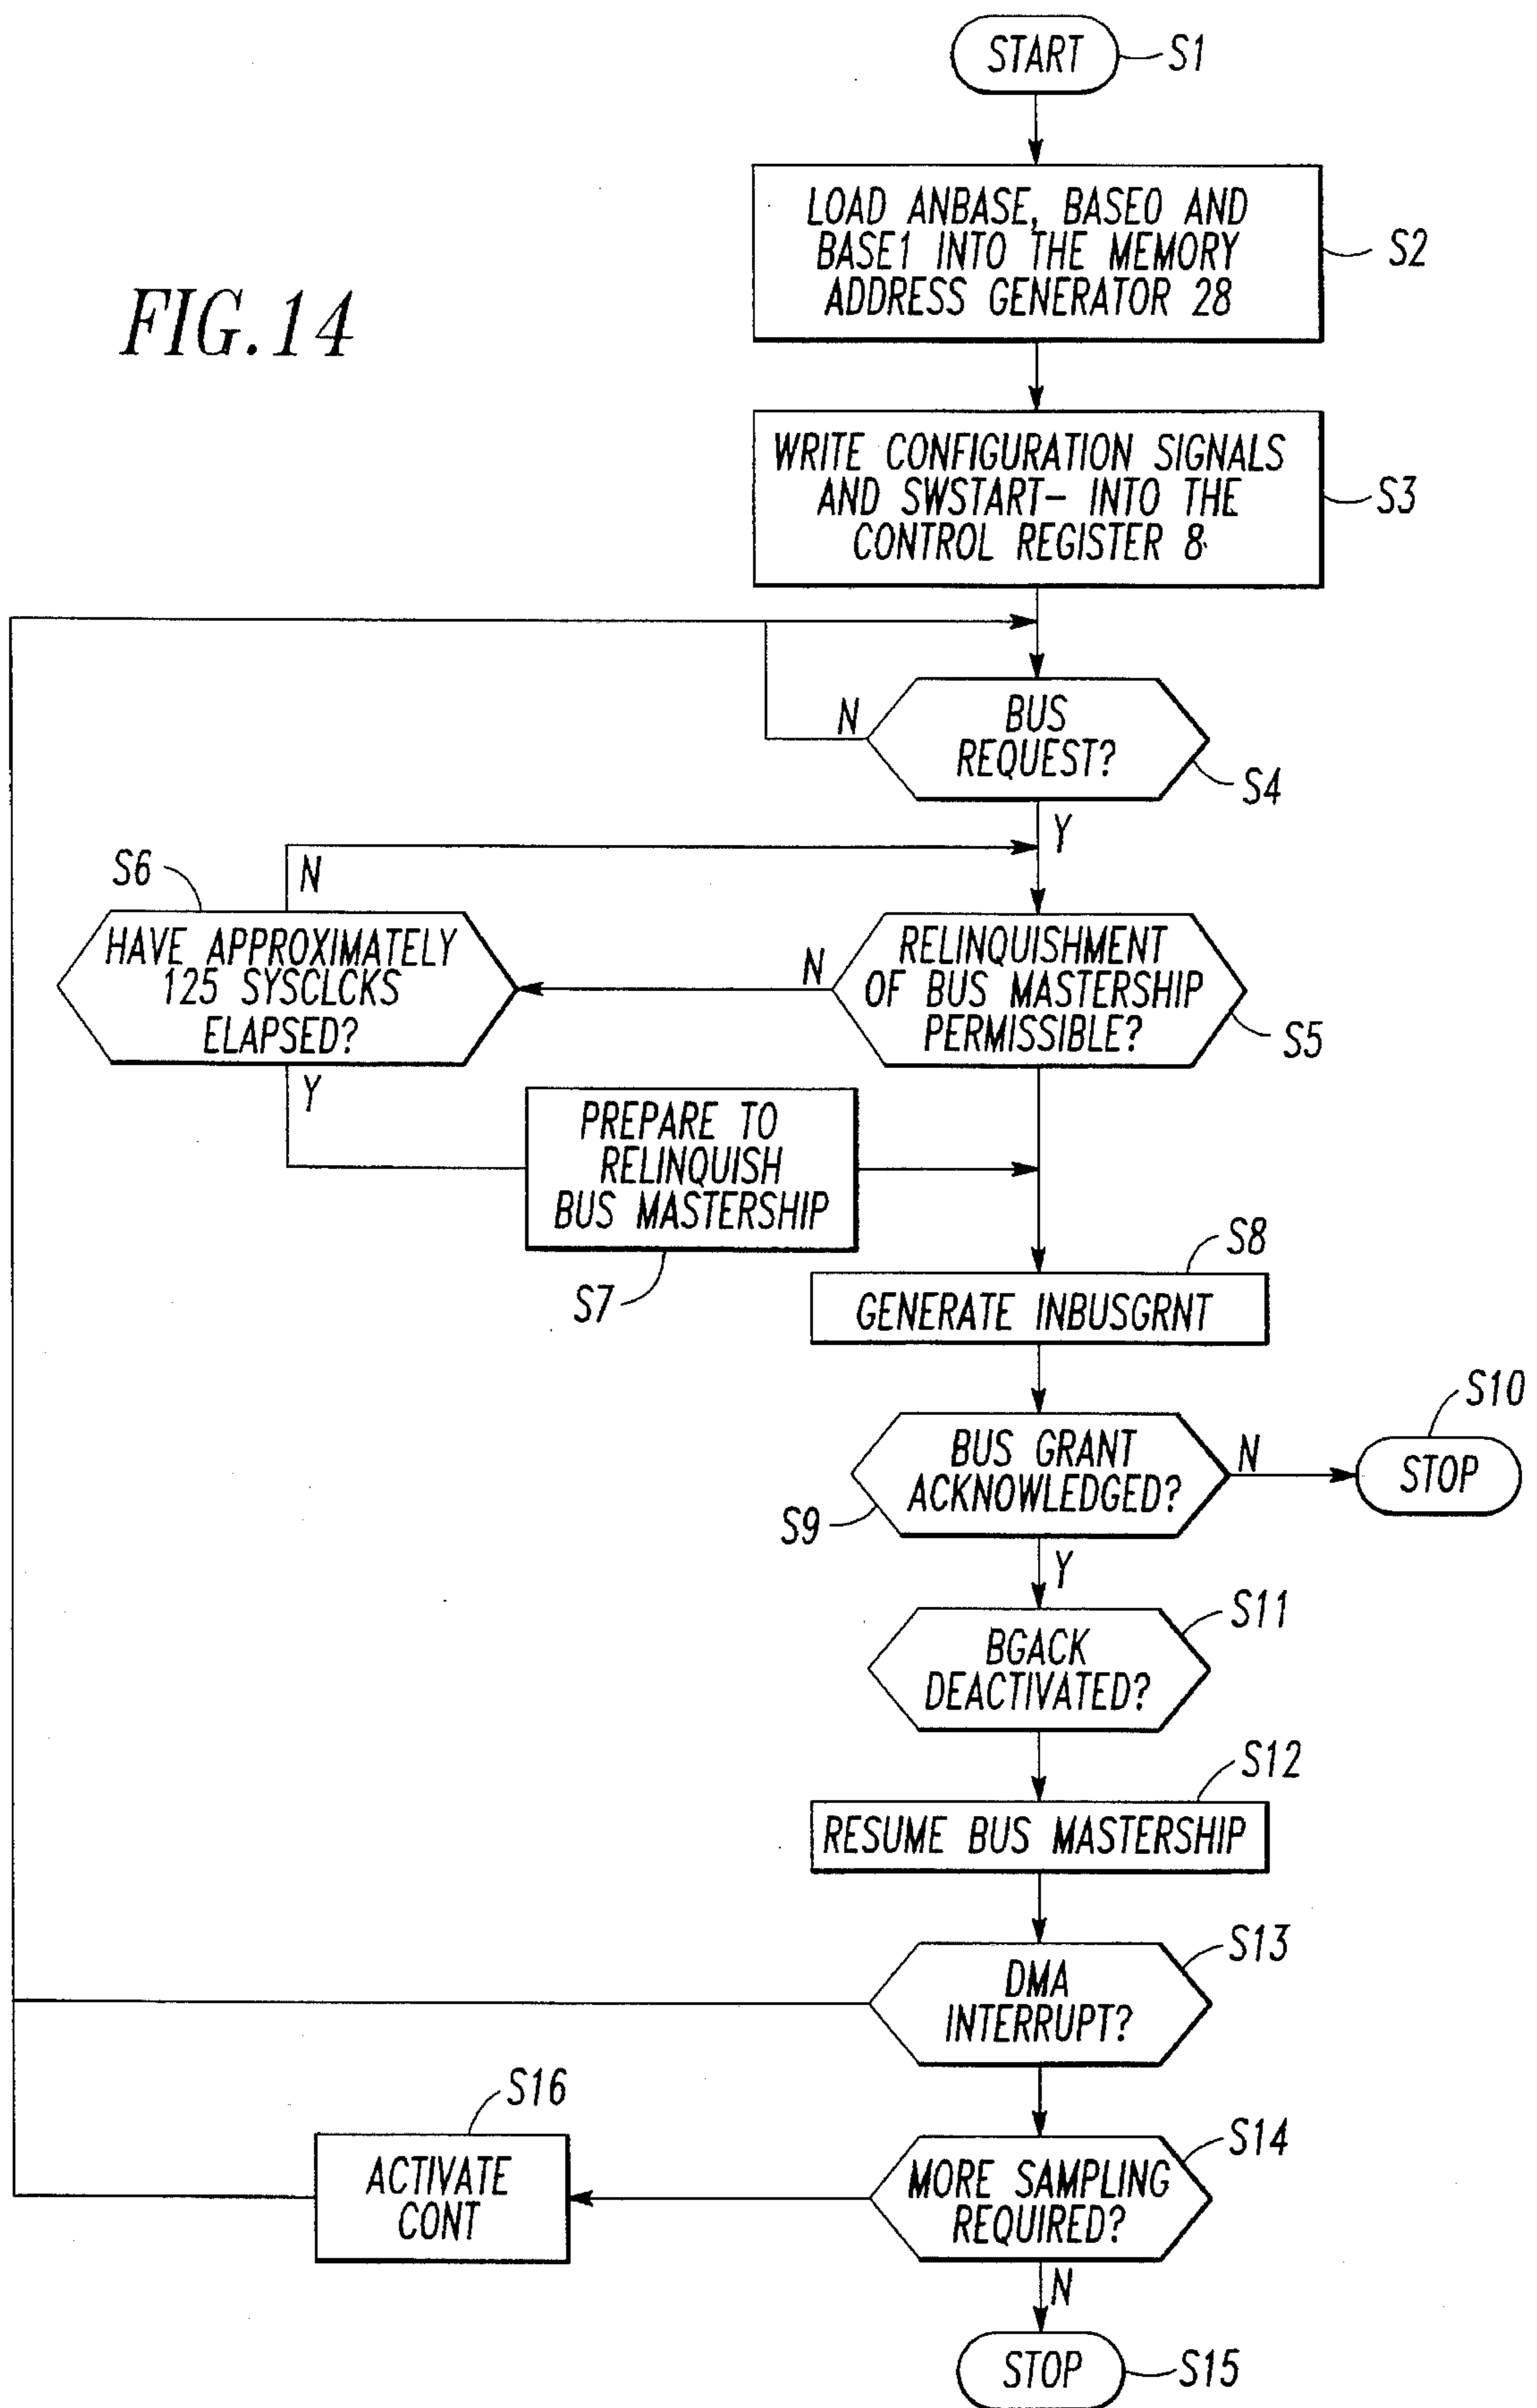 START
S1
LOAD ANBASE, BASE0 AND
BASE1 INTO THE MEMORY
ADDRESS GENERATOR 28
S2
FIG.14
WRITE CONFIGURATION SIGNALS
AND SWSTART- INTO THE
CONTROL REGISTER 8
S3
N
BUS
REQUEST?
S4
Y
S6
N
HAVE APPROXIMATELY
125 SYSCLCKS
ELAPSED?
N
RELINQUISHMENT
OF BUS MASTERSHIP
PERMISSIBLE?
S5
Y
PREPARE TO
RELINQUISH
BUS MASTERSHIP
S7
S8
GENERATE INBUSGRNT
BUS GRANT
ACKNOWLEDGED?
S9
N
S10
STOP
Y
S11
BGACK
DEACTIVATED?
S12
RESUME BUS MASTERSHIP
S13
DMA
INTERRUPT?
S16
ACTIVATE
CONT
S14
MORE SAMPLING
REQUIRED?
N
STOP
S15